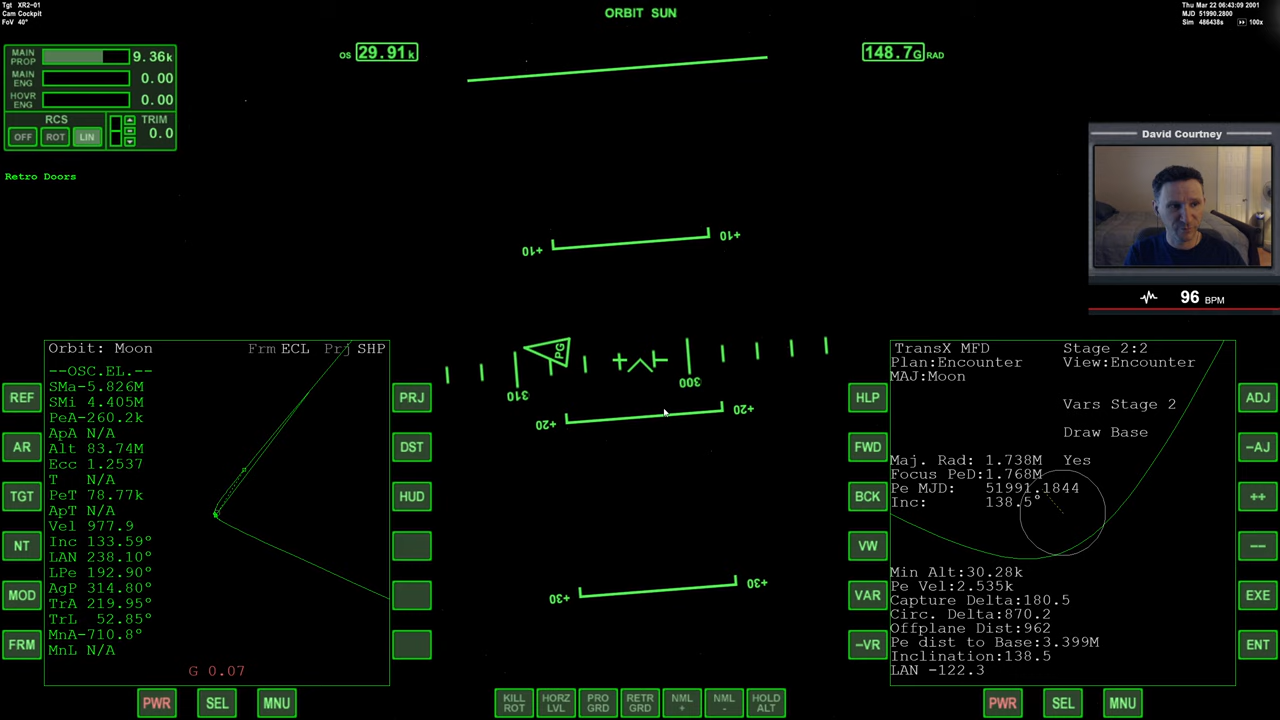 Tgt XR2-01
Cam Cockpit
FoV 40°
ORBIT SUN
Thu Mar 22 06:43:09 2001
MJD 51990.2800
Sim 486438s 100x
MAIN PROP 9.36k
MAIN ENG 0.00
HOVR ENG 0.00
RCS TRIM
OFF ROT LIN 0.0
Retro Doors
OS 29.91k
148.7G RAD
David Courtney
96 BPM
+10 +10
PG
310 300
+20 +20
+30 +30
Orbit: Moon Frm ECL Prj SHP
--OSC.EL.--
SMa-5.826M
SMi 4.405M
PeA-260.2k
ApA N/A
Alt 83.74M
Ecc 1.2537
T N/A
PeT 78.77k
ApT N/A
Vel 977.9
Inc 133.59°
LAN 238.10°
LPe 192.90°
AgP 314.80°
TrA 219.95°
TrL 52.85°
MnA-710.8°
MnL N/A
G 0.07
REF
AR
TGT
NT
MOD
FRM
PRJ
DST
HUD
PWR SEL MNU
KILL ROT
HORZ LVL
PRO GRD
RETR GRD
NML +
NML -
HOLD ALT
TransX MFD Stage 2:2
Plan:Encounter View:Encounter
MAJ:Moon
Vars Stage 2
Draw Base
Maj. Rad: 1.738M Yes
Focus PeD:1.768M
Pe MJD: 51991.1844
Inc: 138.5°
Min Alt:30.28k
Pe Vel:2.535k
Capture Delta:180.5
Circ. Delta:870.2
Offplane Dist:962
Pe dist to Base:3.399M
Inclination:138.5
LAN -122.3
HLP
FWD
BCK
VW
VAR
-VR
ADJ
-AJ
++
--
EXE
ENT
PWR SEL MNU